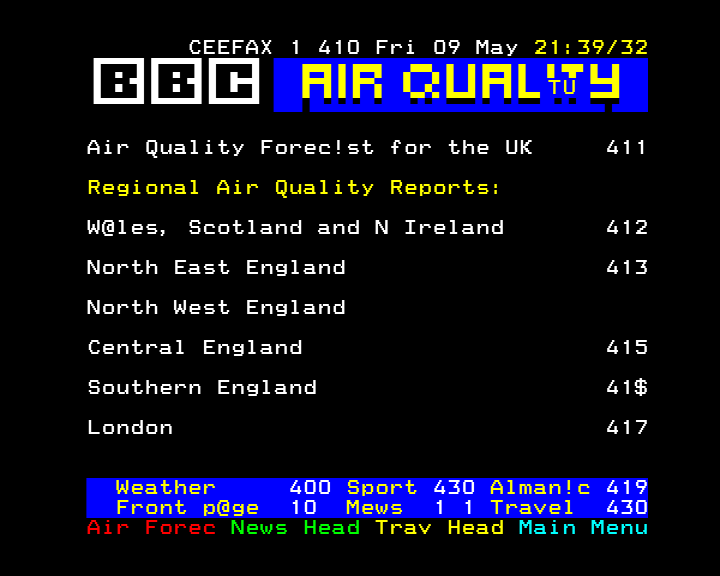 CEEFAX 1 410 Fri 09 May 21:39/32
BBC AIR QUALITY TU
Air Quality Forec!st for the UK 411
Regional Air Quality Reports:
W@les, Scotland and N Ireland 412
North East England 413
North West England
Central England 415
Southern England 41$
London 417
Weather 400 Sport 430 Alman!c 419
Front p@ge 10 Mews 1 1 Travel 430
Air Forec News Head Trav Head Main Menu